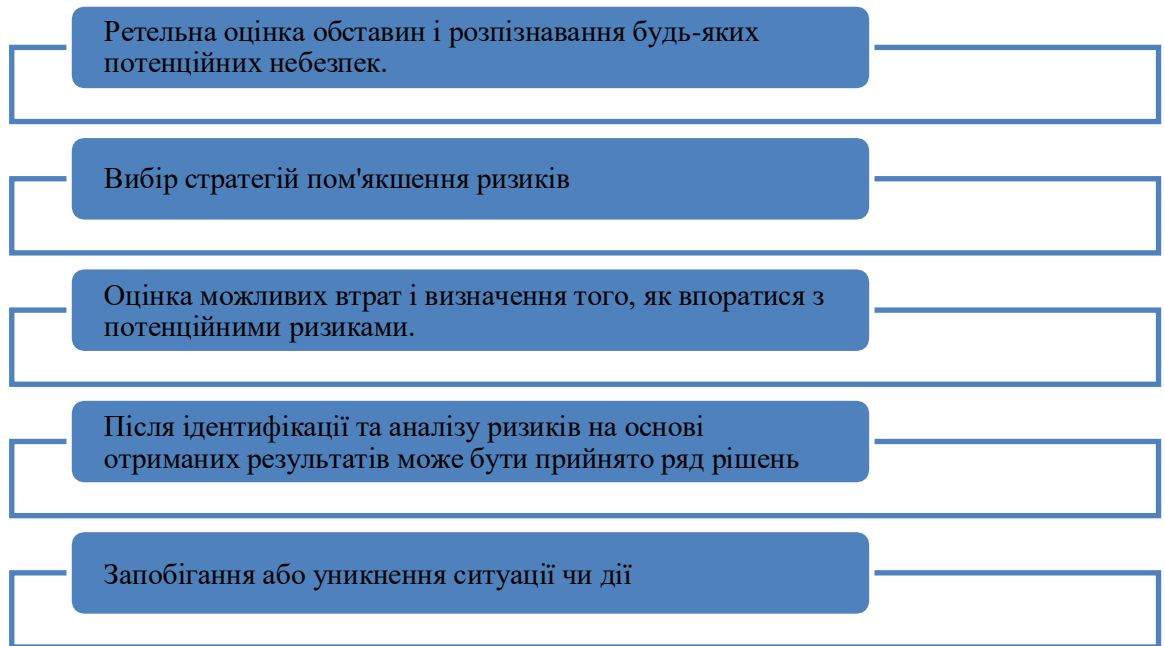 Ретельна оцінка обставин і розпізнавання будь-яких
потенційних небезпек.
Вибір стратегій пом'якшення ризиків
Оцінка можливих втрат і визначення того, як впоратися з
потенційними ризиками.
Після ідентифікації та аналізу ризиків на основі
отриманих результатів може бути прийнято ряд рішень
Запобігання або уникнення ситуації чи дії